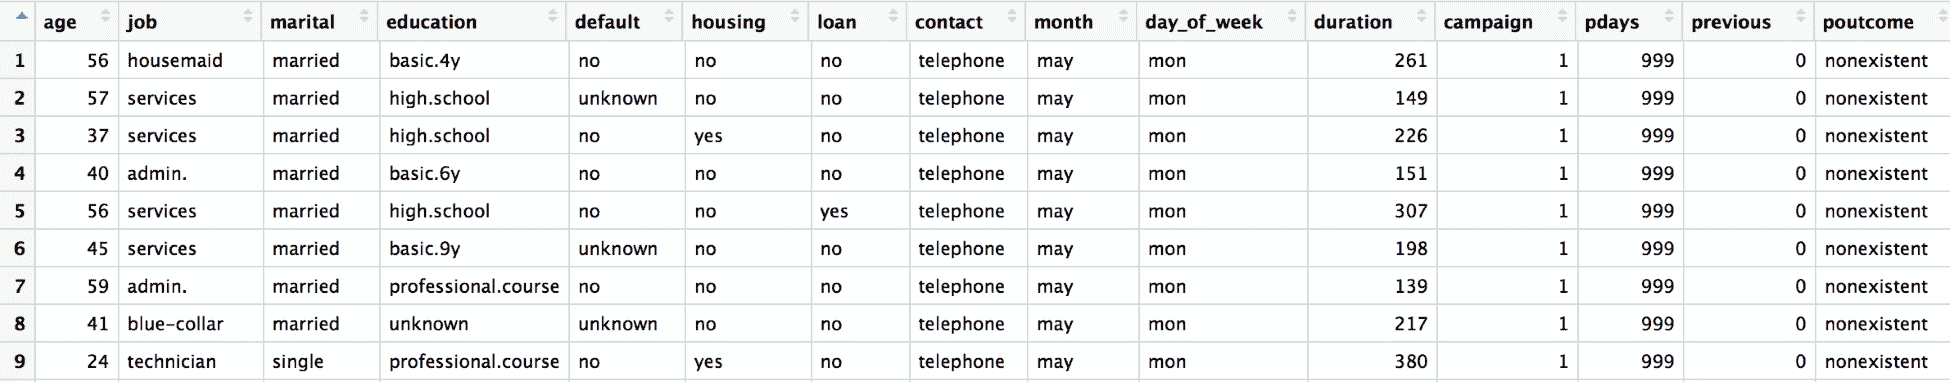 age job marital education default housing loan contact month day_of_week duration campaign pdays previous poutcome
1 56 housemaid married basic.4y no no no telephone may mon 261 1 999 0 nonexistent
2 57 services married high.school unknown no no telephone may mon 149 1 999 0 nonexistent
3 37 services married high.school no yes no telephone may mon 226 1 999 0 nonexistent
4 40 admin. married basic.6y no no no telephone may mon 151 1 999 0 nonexistent
5 56 services married high.school no no yes telephone may mon 307 1 999 0 nonexistent
6 45 services married basic.9y unknown no no telephone may mon 198 1 999 0 nonexistent
7 59 admin. married professional.course no no no telephone may mon 139 1 999 0 nonexistent
8 41 blue-collar married unknown unknown no no telephone may mon 217 1 999 0 nonexistent
9 24 technician single professional.course no yes no telephone may mon 380 1 999 0 nonexistent